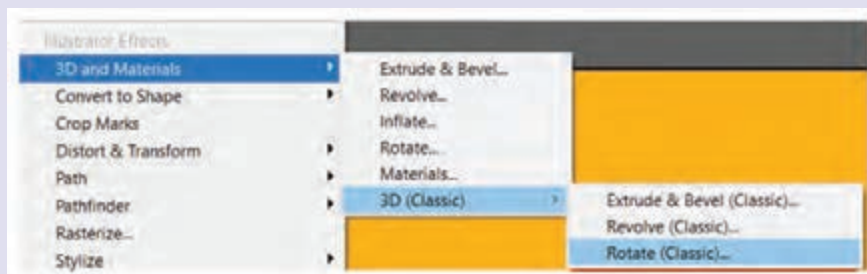 Illustrator Effects
3D and Materials
Convert to Shape
Crop Marks
Distort & Transform
Path
Pathfinder
Rasterize...
Stylize
Extrude & Bevel...
Revolve...
Inflate...
Rotate...
Materials...
3D (Classic)
Extrude & Bevel (Classic)...
Revolve (Classic)...
Rotate (Classic)...